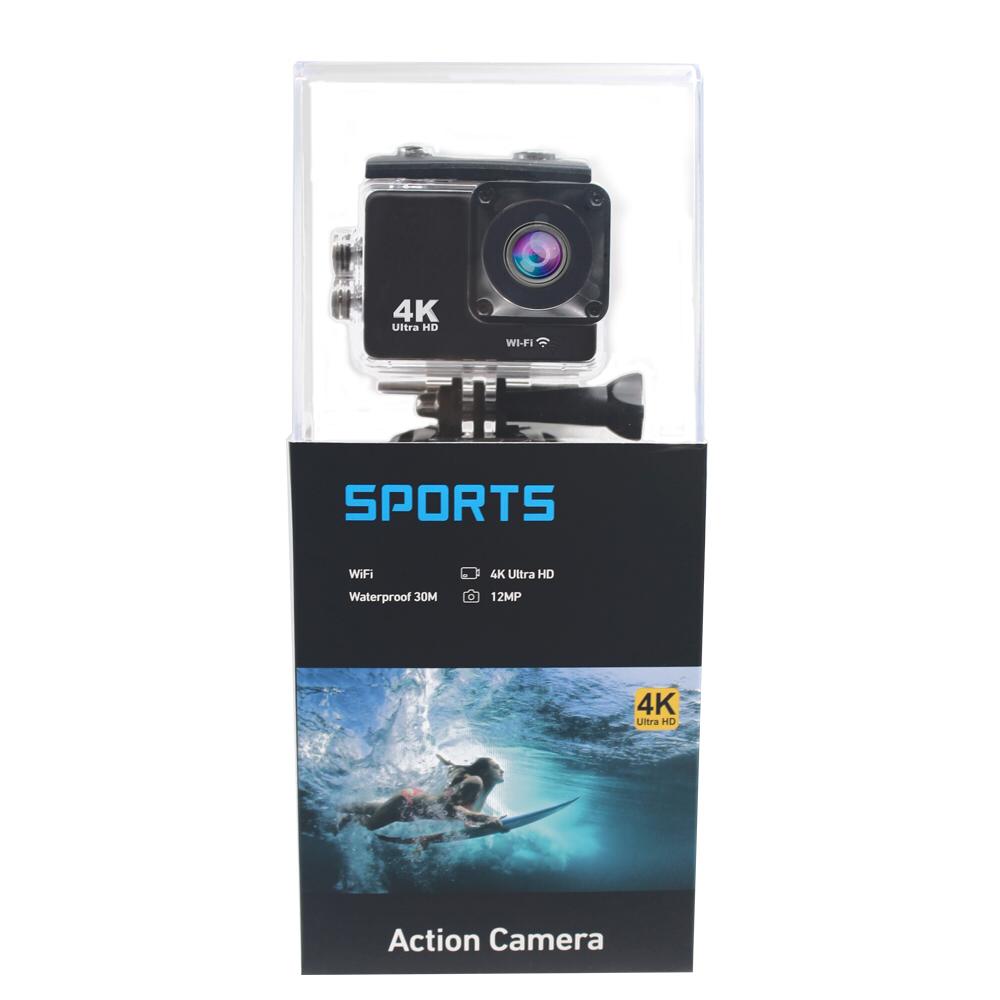 4K
Ultra HD
WI-Fi
SPORTS
WiFi
4K Ultra HD
Waterproof 30M
12MP
4K
Ultra HD
Action Camera